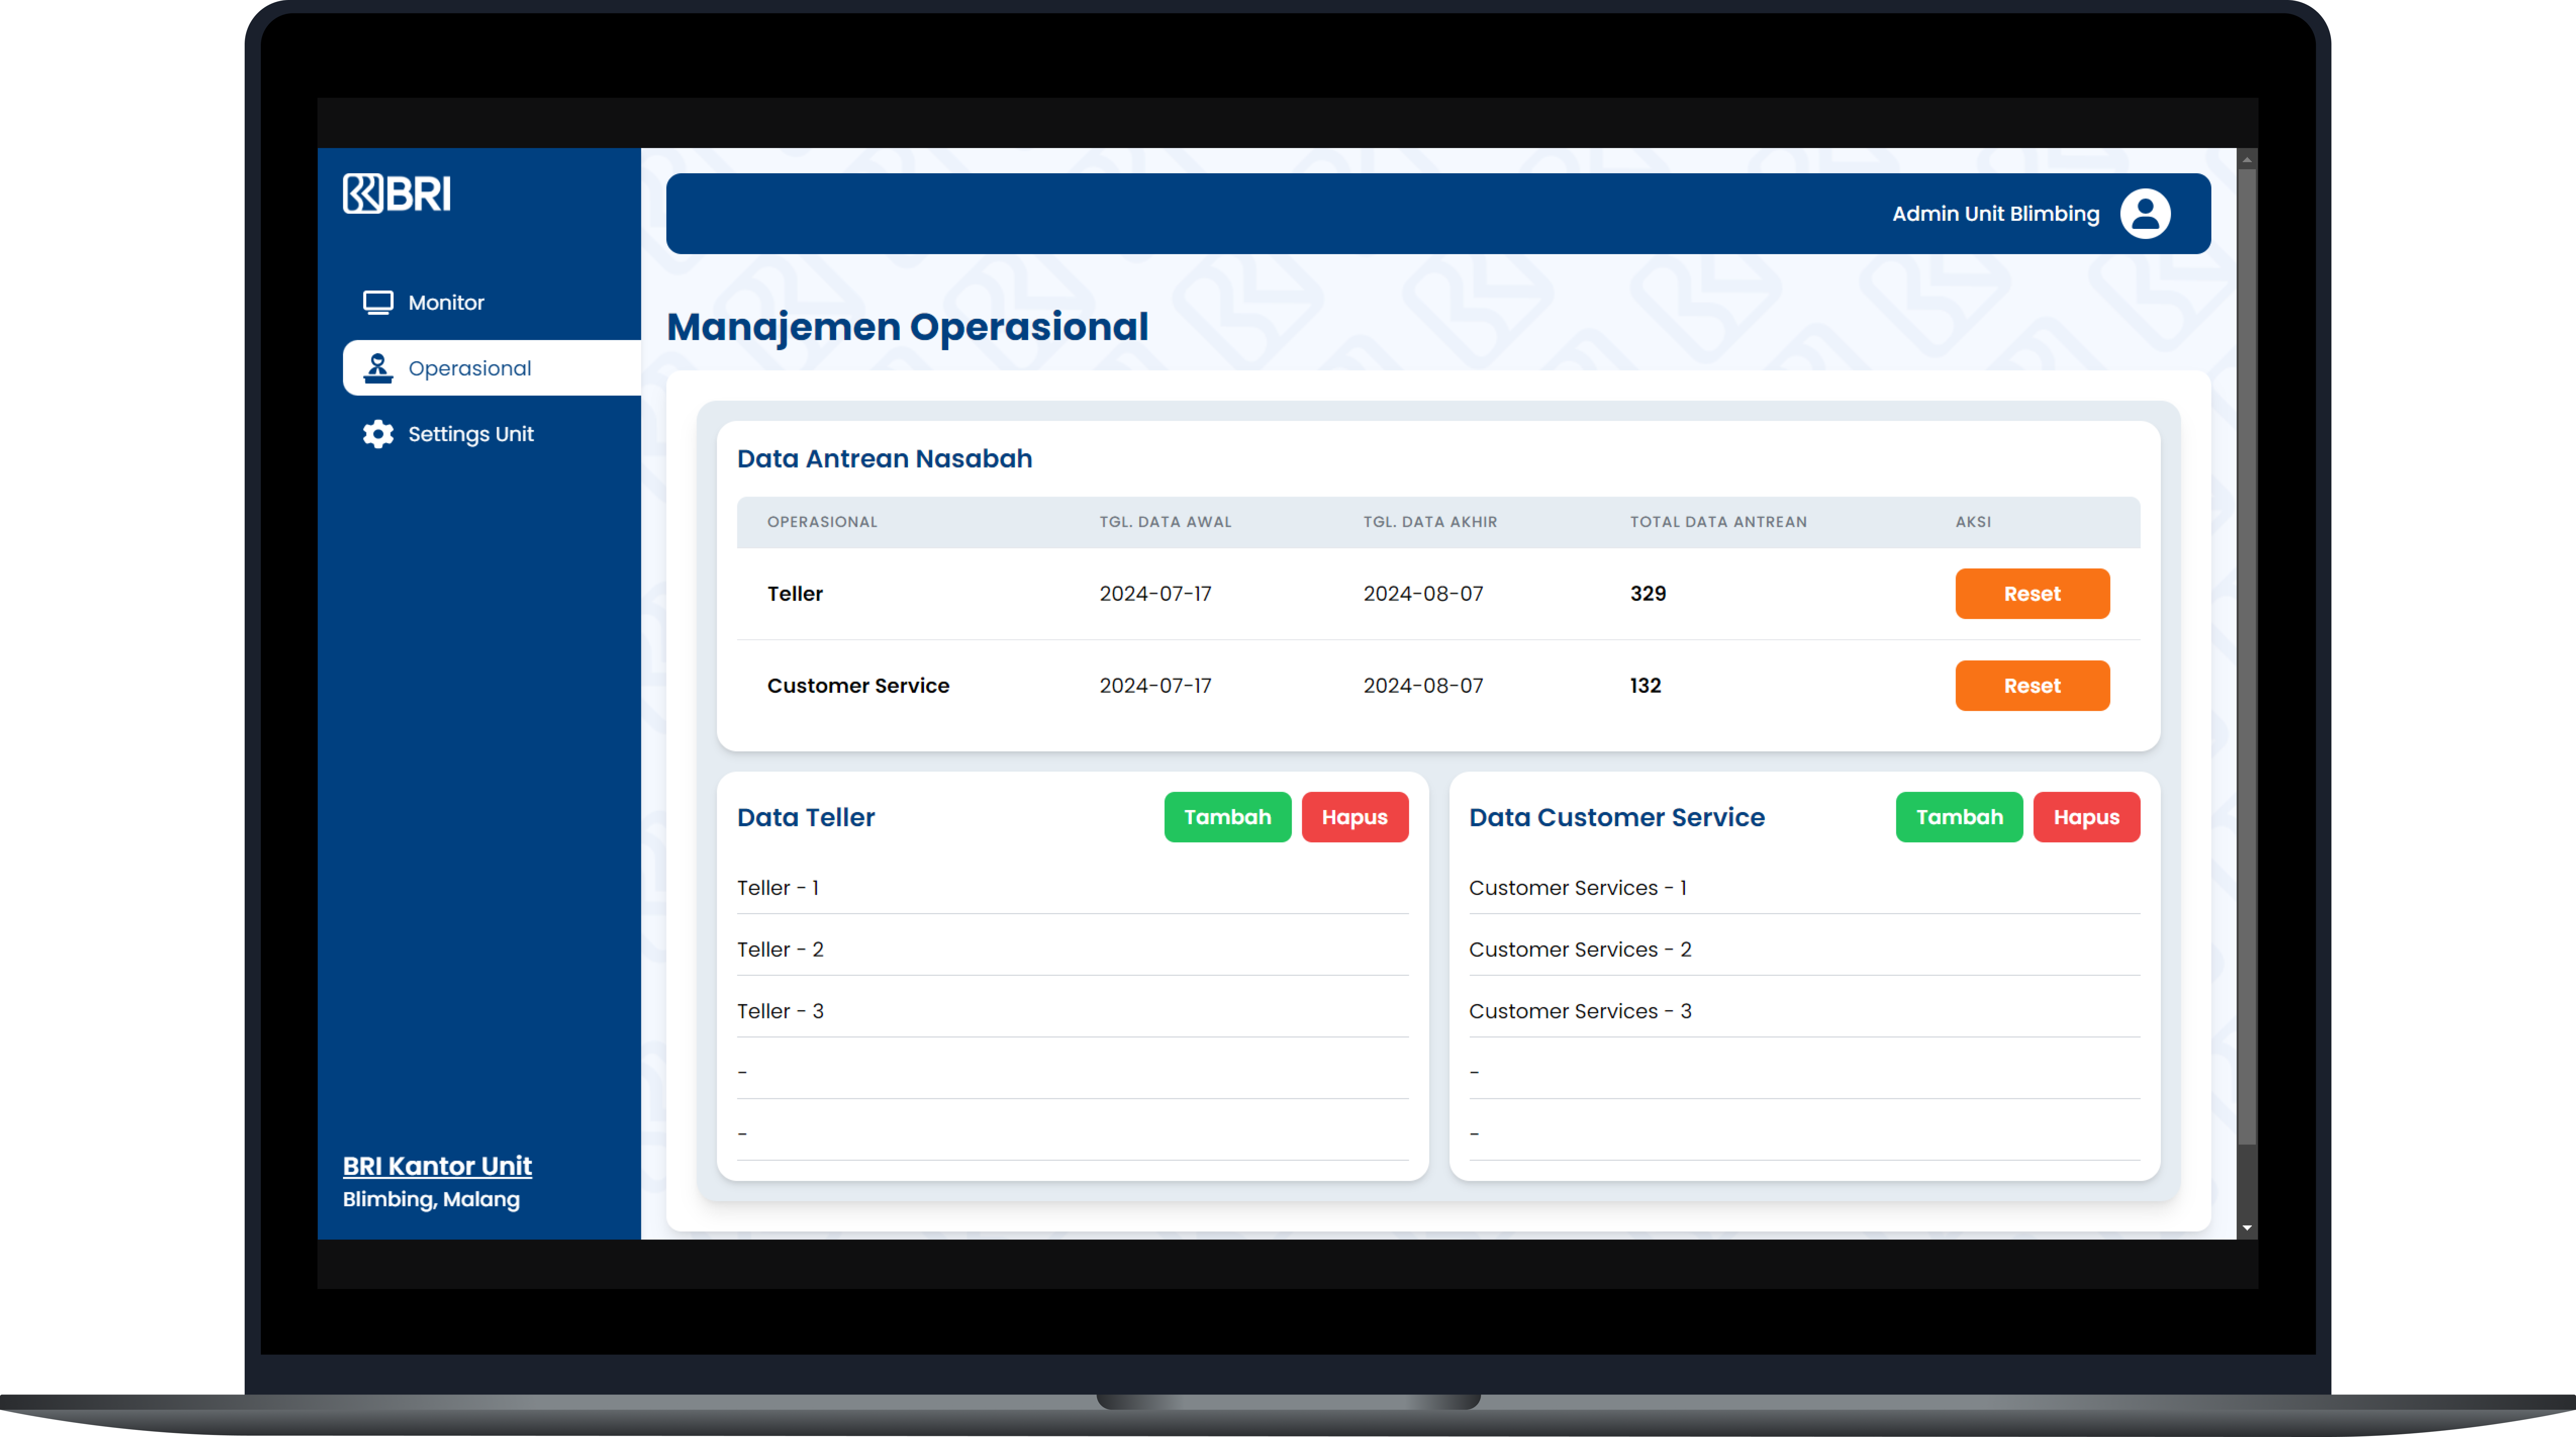 BRI
Admin Unit Blimbing
Monitor
Operasional
Settings Unit
BRI Kantor Unit
Blimbing, Malang
Manajemen Operasional
Data Antrean Nasabah
OPERASIONAL TGL. DATA AWAL TGL. DATA AKHIR TOTAL DATA ANTREAN AKSI
Teller 2024-07-17 2024-08-07 329 Reset
Customer Service 2024-07-17 2024-08-07 132 Reset
Data Teller Tambah Hapus
Teller - 1
Teller - 2
Teller - 3
-
-
Data Customer Service Tambah Hapus
Customer Services - 1
Customer Services - 2
Customer Services - 3
-
-